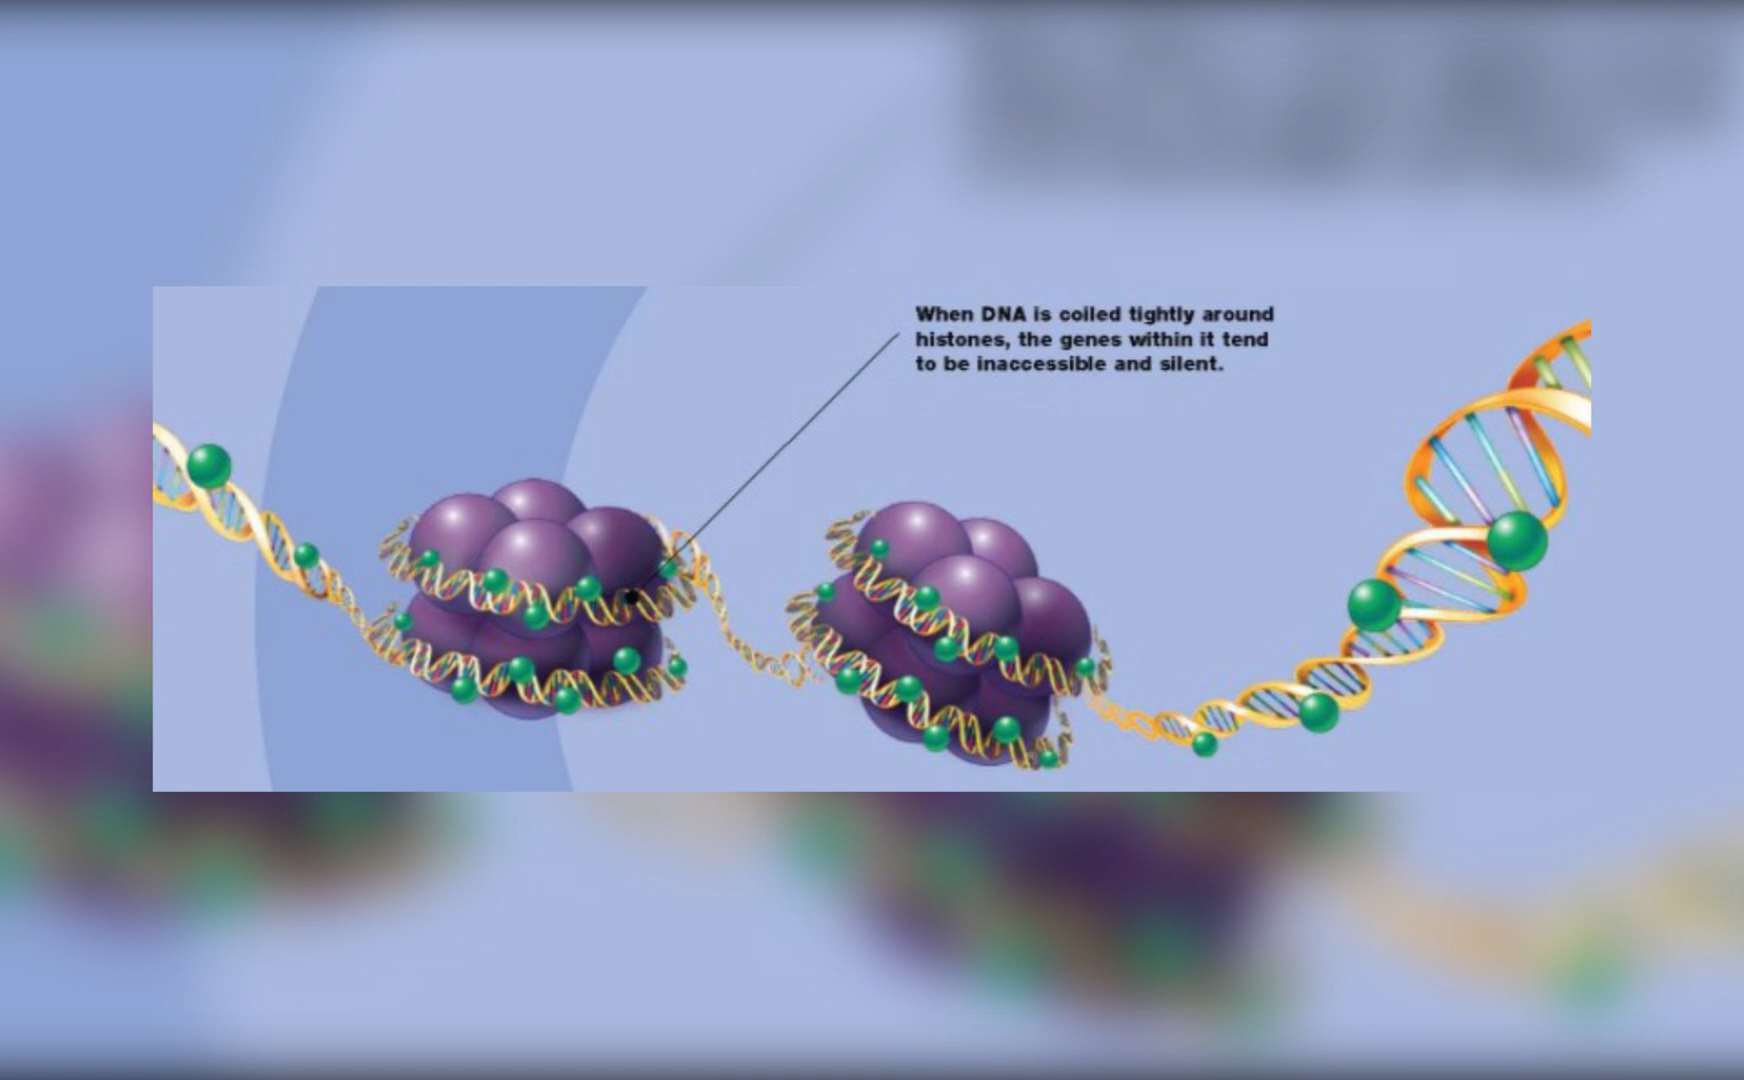 When DNA is coiled tightly around
histones, the genes within it tend
to be inaccessible and silent.